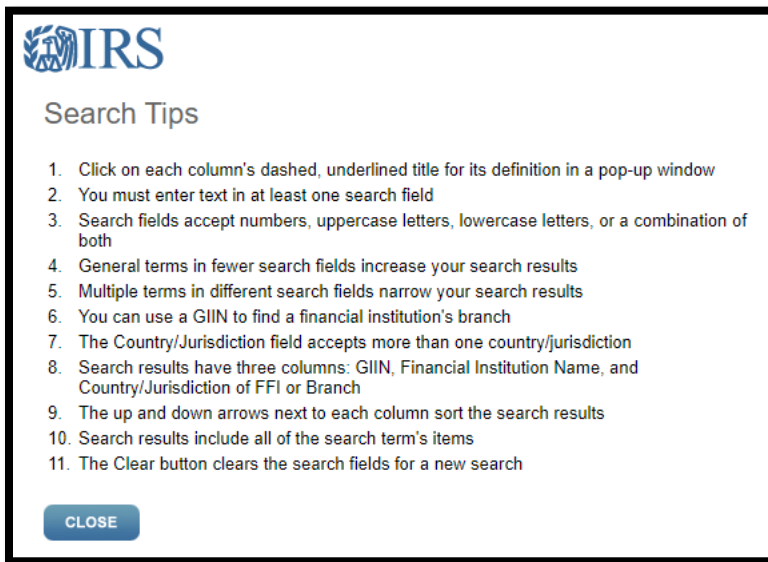 IRS
Search Tips
1. Click on each column's dashed, underlined title for its definition in a pop-up window
2. You must enter text in at least one search field
3. Search fields accept numbers, uppercase letters, lowercase letters, or a combination of
both
4. General terms in fewer search fields increase your search results
5. Multiple terms in different search fields narrow your search results
6. You can use a GIIN to find a financial institution's branch
7. The Country/Jurisdiction field accepts more than one country/jurisdiction
8. Search results have three columns: GIIN, Financial Institution Name, and
Country/Jurisdiction of FFI or Branch
9. The up and down arrows next to each column sort the search results
10. Search results include all of the search term's items
11. The Clear button clears the search fields for a new search
CLOSE